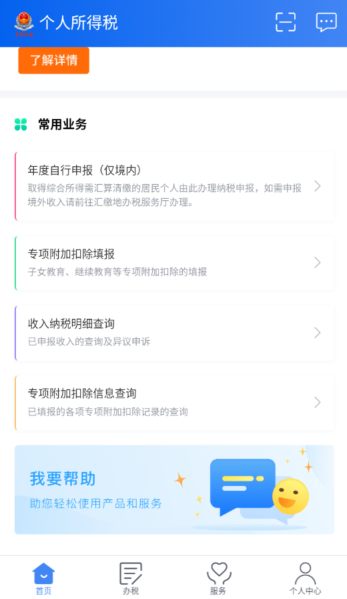 个人所得税
了解详情
常用业务
年度自行申报（仅境内）
取得综合所得需汇算清缴的居民个人由此办理纳税申报，如需申报
境外收入请前往汇缴地办税服务厅办理。
专项附加扣除填报
子女教育、继续教育等专项附加扣除的填报
收入纳税明细查询
已申报收入的查询及异议申诉
专项附加扣除信息查询
已填报的各项专项附加扣除记录的查询
我要帮助
助您轻松使用产品和服务
首页
办税
服务
个人中心